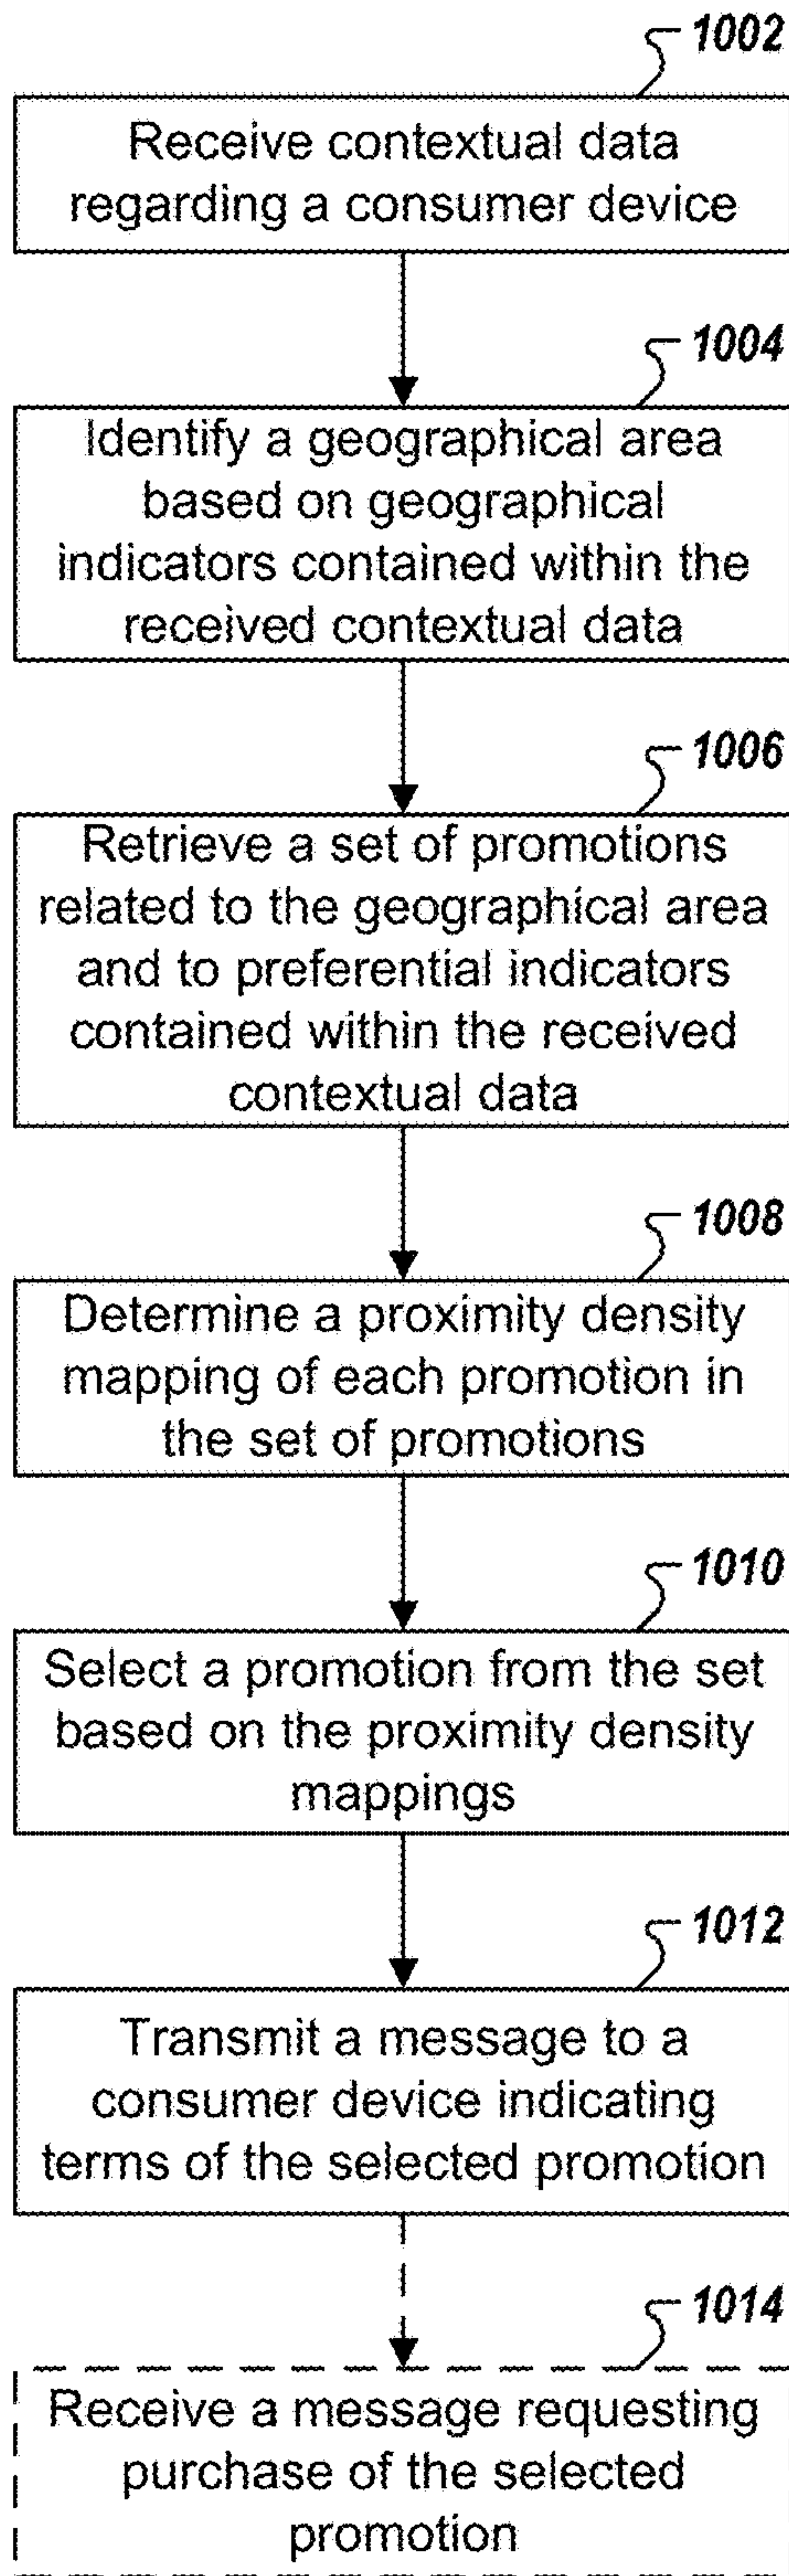 1002
Receive contextual data
regarding a consumer device
1004
Identify a geographical area
based on geographical
indicators contained within the
received contextual data
1006
Retrieve a set of promotions
related to the geographical area
and to preferential indicators
contained within the received
contextual data
1008
Determine a proximity density
mapping of each promotion in
the set of promotions
1010
Select a promotion from the set
based on the proximity density
mappings
1012
Transmit a message to a
consumer device indicating
terms of the selected promotion
1014
Receive a message requesting
purchase of the selected
promotion